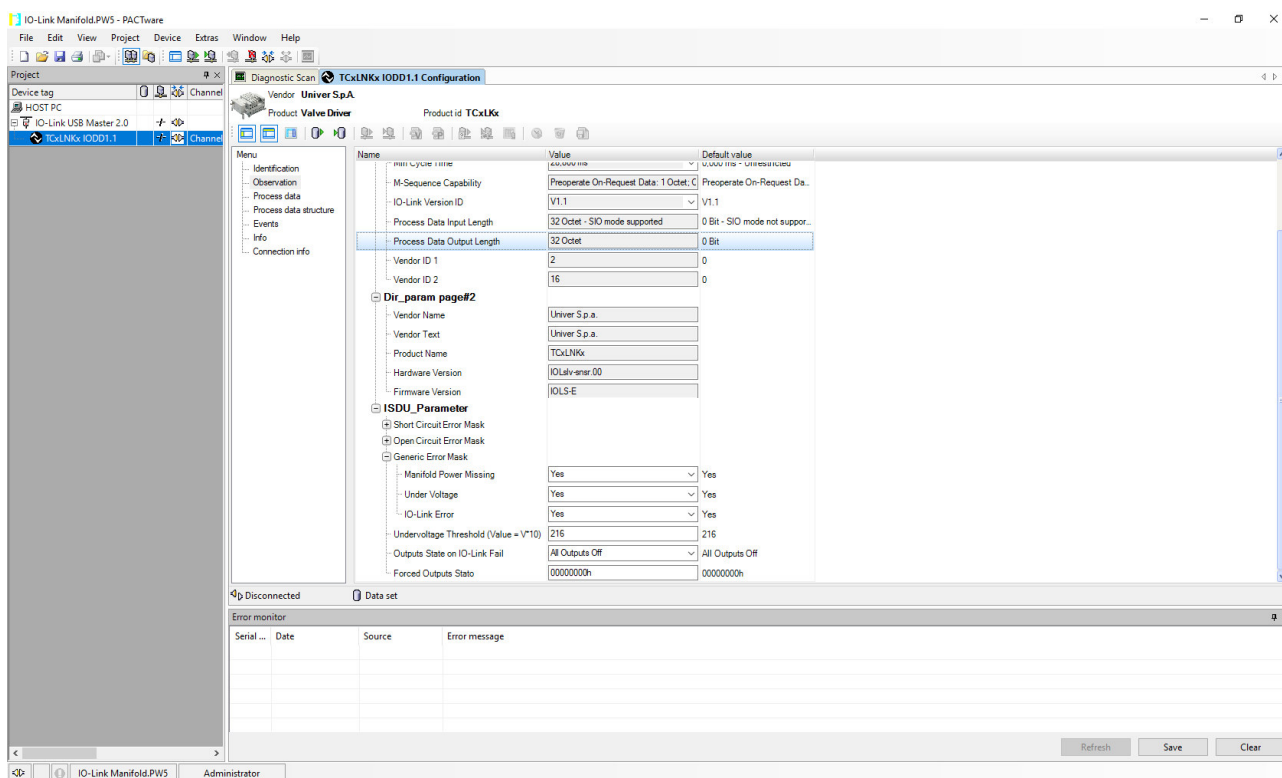 IO-Link Manifold.PW5 - PACTware
File Edit View Project Device Extras Window Help
Project
Device tag Channel
HOST PC
IO-Link USB Master 2.0
TCxLNKx IODD1.1 Channel
Diagnostic Scan TCxLNKx IODD1.1 Configuration
Vendor Univer S.p.A.
Product Valve Driver Product id TCxLKx
Menu
Identification
Observation
Process data
Process data structure
Events
Info
Connection info
Name Value Default value
Min Cycle Time 20,000 ms 0,000 ms - Unrestricted
M-Sequence Capability Preoperate On-Request Data: 1 Octet; C Preoperate On-Request Da...
IO-Link Version ID V1.1 V1.1
Process Data Input Length 32 Octet - SIO mode supported 0 Bit - SIO mode not suppor...
Process Data Output Length 32 Octet 0 Bit
Vendor ID 1 2 0
Vendor ID 2 16 0
Dir_param page#2
Vendor Name Univer S.p.a.
Vendor Text Univer S.p.a.
Product Name TCxLNKx
Hardware Version IOLslv-snsr.00
Firmware Version IOLS-E
ISDU_Parameter
Short Circuit Error Mask
Open Circuit Error Mask
Generic Error Mask
Manifold Power Missing Yes Yes
Under Voltage Yes Yes
IO-Link Error Yes Yes
Undervoltage Threshold (Value = V*10) 216 216
Outputs State on IO-Link Fail All Outputs Off All Outputs Off
Forced Outputs Stato 00000000h 00000000h
Disconnected Data set
Error monitor
Serial ... Date Source Error message
Refresh Save Clear
IO-Link Manifold.PW5 Administrator